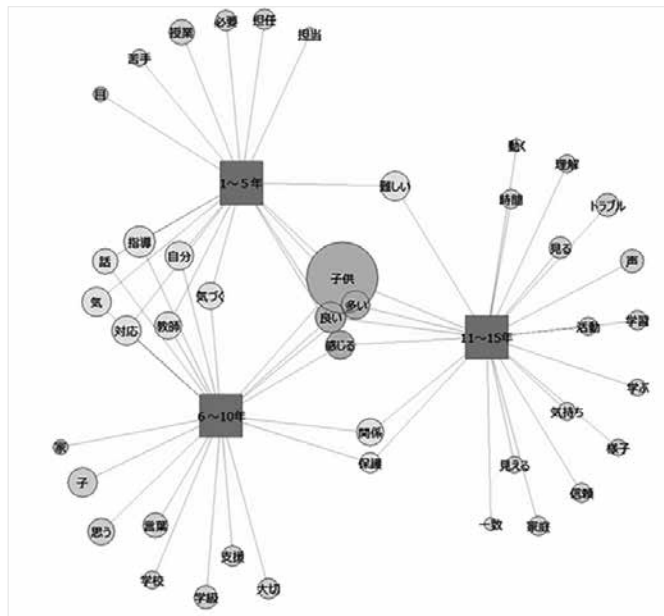 必要
担任
授業
担当
苦手
目
動く
理解
1～5年
難しい
時間
トラブル
指導
自分
見る
話
声
子供
気づく
気
多い
良い
対応
教師
活動
学習
11～15年
感じる
学ぶ
6～10年
気持ち
関係
様子
家
保護
見える
子
信頼
思う
言葉
一数
家庭
支援
学校
大切
学級